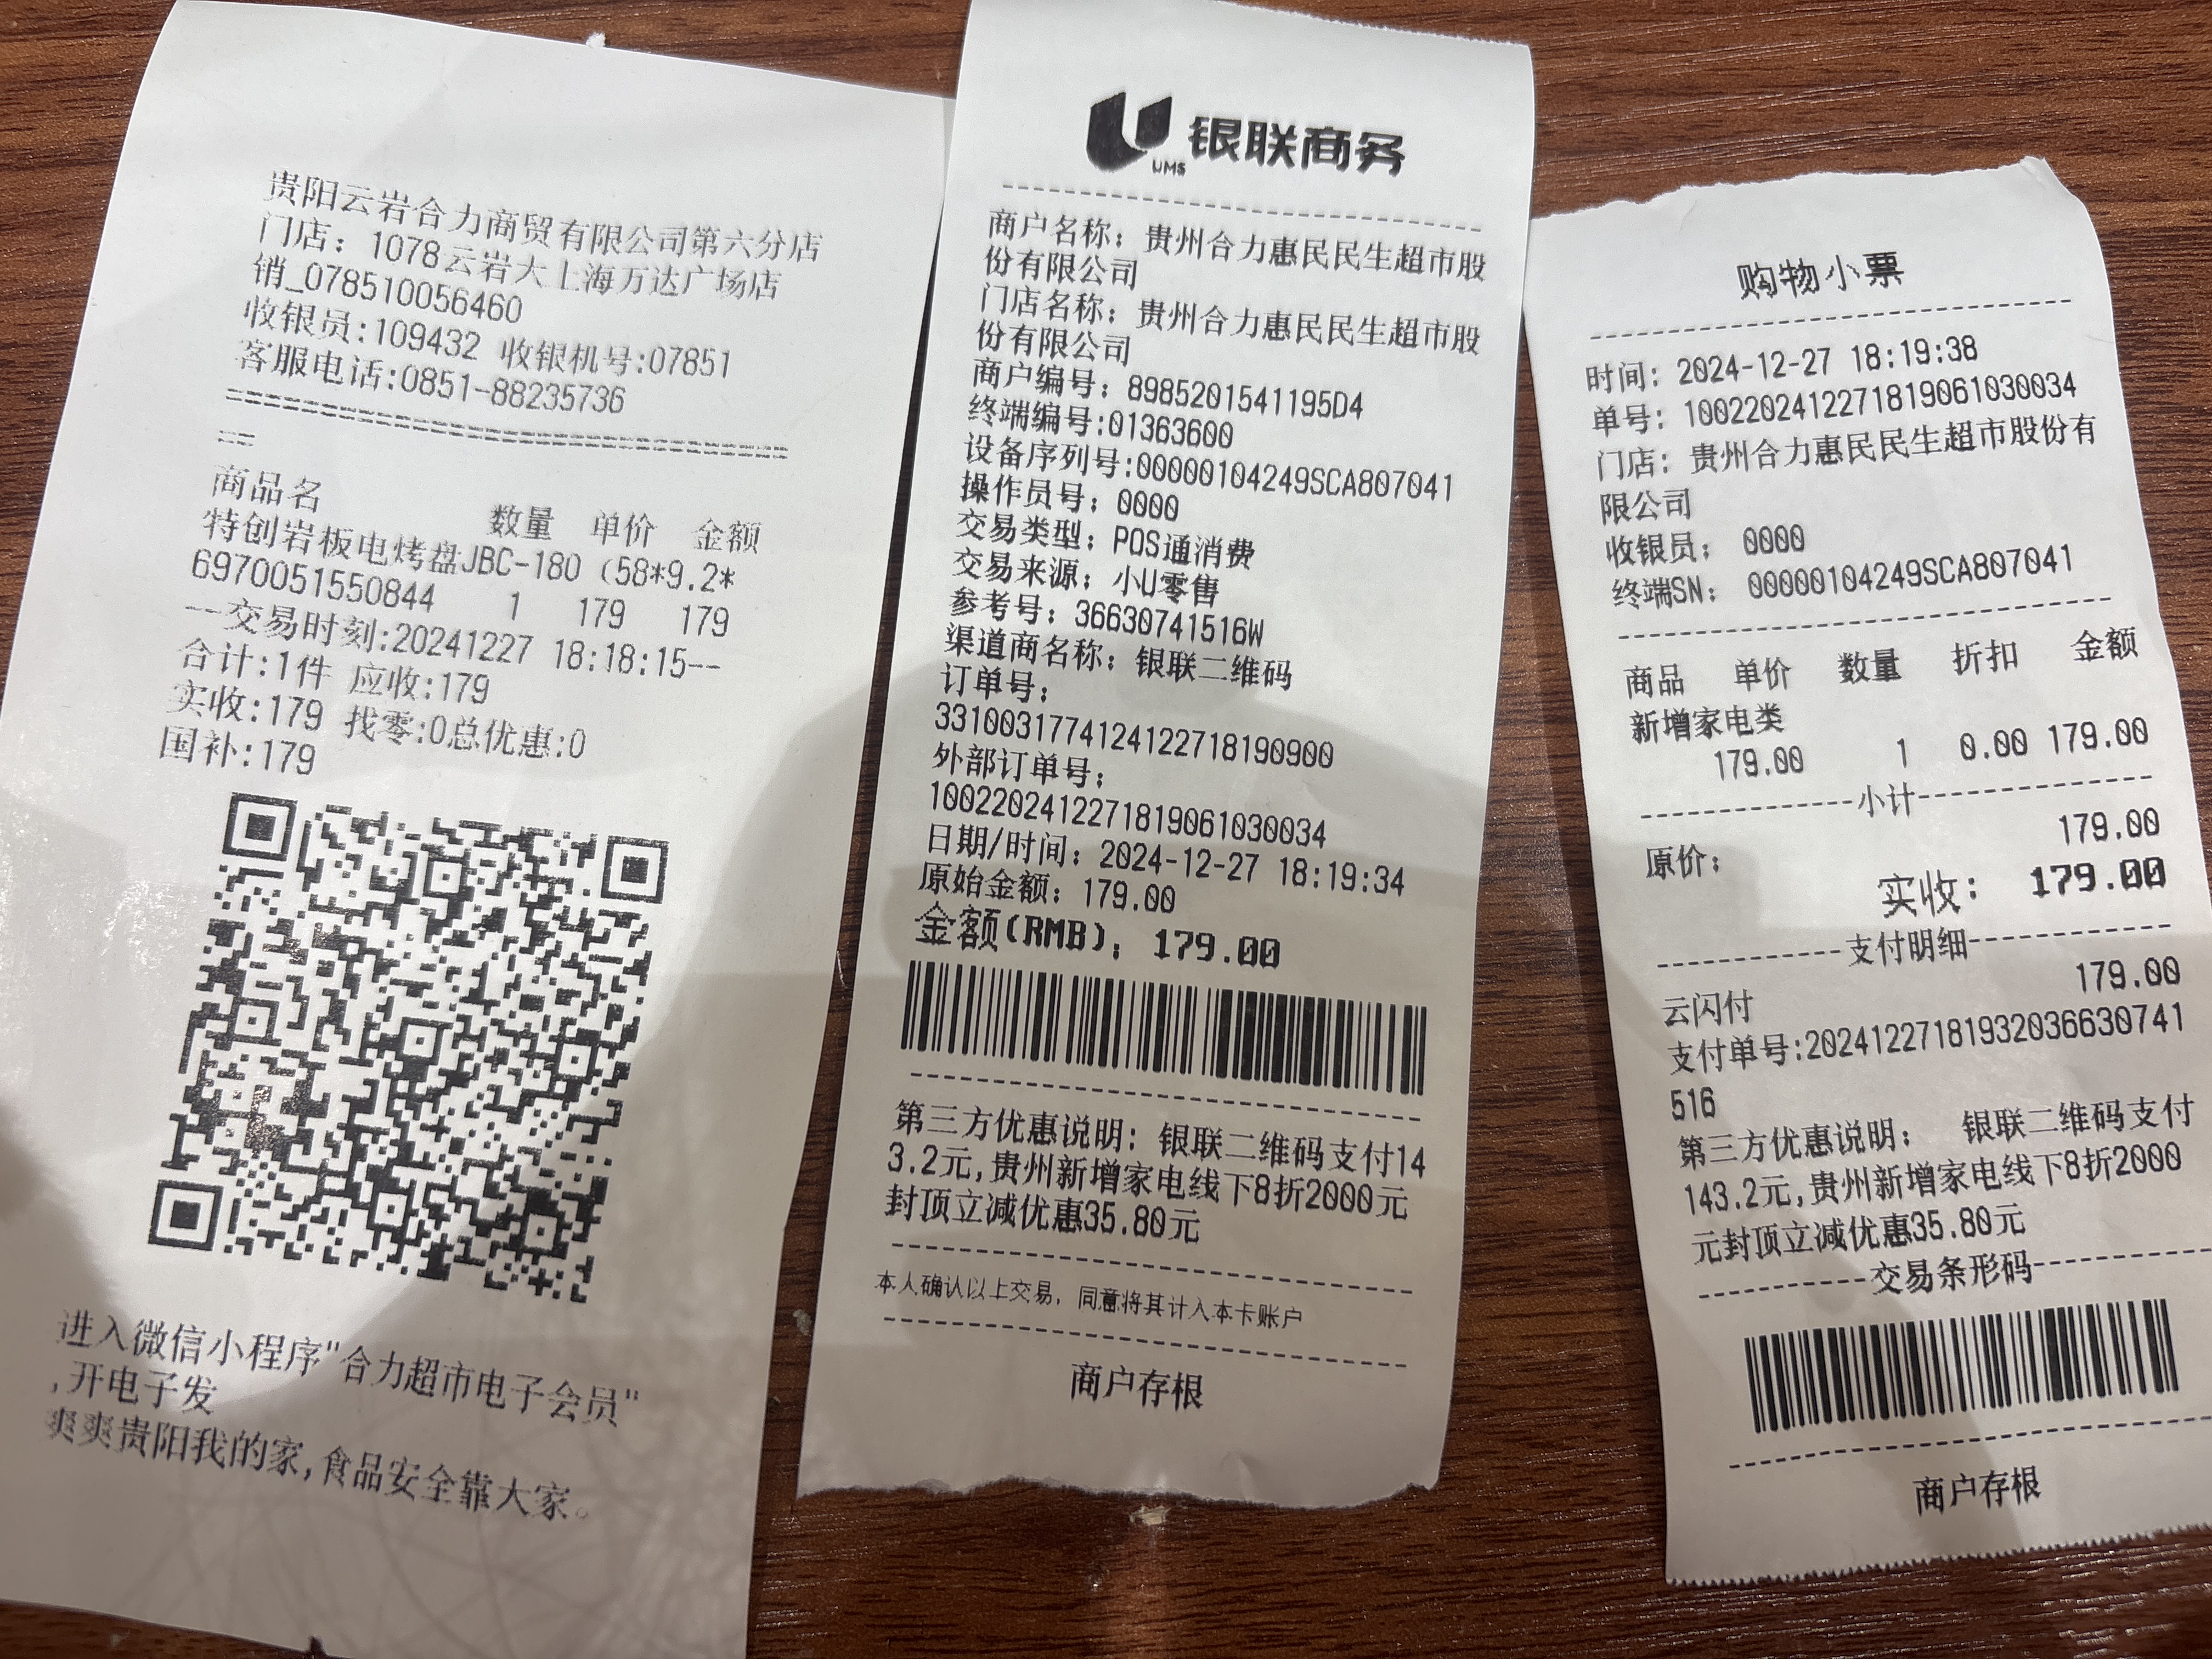 贵阳云岩合力商贸有限公司第六分店
门店：1078云岩大上海万达广场店
销_078510056460
收银员:109432 收银机号:07851
客服电话:0851-88235736
==================================================
==
商品名 数量 单价 金额
特创岩板电烤盘JBC-180（58*9.2*
6970051550844 1 179 179
--交易时刻:20241227 18:18:15--
合计:1件 应收:179
实收:179 找零:0总优惠:0
国补:179
进入微信小程序"合力超市电子会员"
,开电子发
爽爽贵阳我的家,食品安全靠大家。
UMS 银联商务
商户名称：贵州合力惠民民生超市股
份有限公司
门店名称：贵州合力惠民民生超市股
份有限公司
商户编号：8985201541195D4
终端编号:01363600
设备序列号:00000104249SCA807041
操作员号：0000
交易类型：POS通消费
交易来源：小U零售
参考号：36630741516W
渠道商名称：银联二维码
订单号：
33100317741241227181909​00
外部订单号：
10022024122718190610300​34
日期/时间：2024-12-27 18:19:34
原始金额：179.00
金额(RMB)：179.00
第三方优惠说明：银联二维码支付14
3.2元,贵州新增家电线下8折2000元
封顶立减优惠35.80元
本人确认以上交易，同意将其计入本卡账户
商户存根
购物小票
时间：2024-12-27 18:19:38
单号：1002202412271819061030034
门店：贵州合力惠民民生超市股份有
限公司
收银员：0000
终端SN：00000104249SCA807041
商品 单价 数量 折扣 金额
新增家电类
179.00 1 0.00 179.00
小计
179.00
原价：
实收：179.00
支付明细
179.00
云闪付
支付单号:202412271819320366307​41
516
第三方优惠说明： 银联二维码支付
143.2元,贵州新增家电线下8折2000
元封顶立减优惠35.80元
交易条形码
商户存根